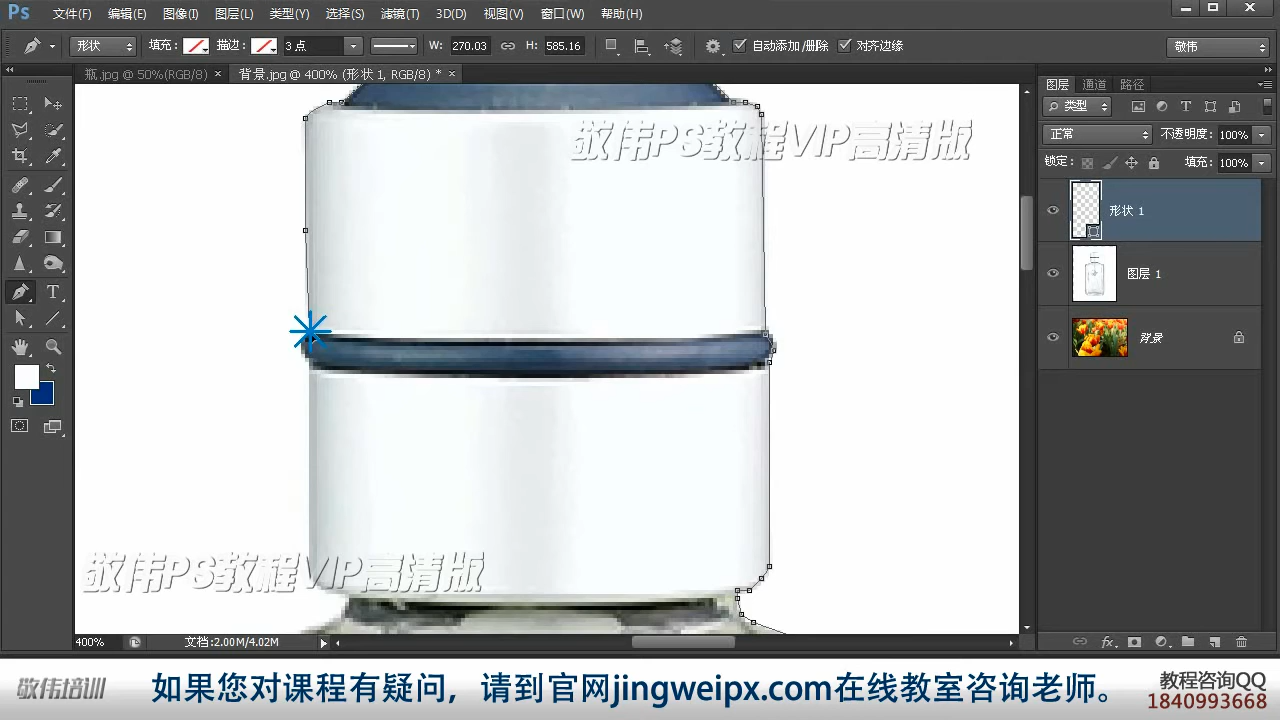 Ps 文件(F) 编辑(E) 图像(I) 图层(L) 类型(Y) 选择(S) 滤镜(T) 3D(D) 视图(V) 窗口(W) 帮助(H)
形状 填充: 描边: 3 点 W: 270.03 H: 585.16 自动添加/删除 对齐边缘 敬伟
瓶.jpg @ 50%(RGB/8) × 背景.jpg @ 400% (形状 1, RGB/8) * ×
图层 通道 路径
类型
正常 不透明度: 100%
锁定: 填充: 100%
形状 1
图层 1
背景
敬伟PS教程VIP高清版
敬伟PS教程VIP高清版
400% 文档:2.00M/4.02M
敬伟培训 如果您对课程有疑问，请到官网jingweipx.com在线教室咨询老师。
教程咨询QQ
1840993668